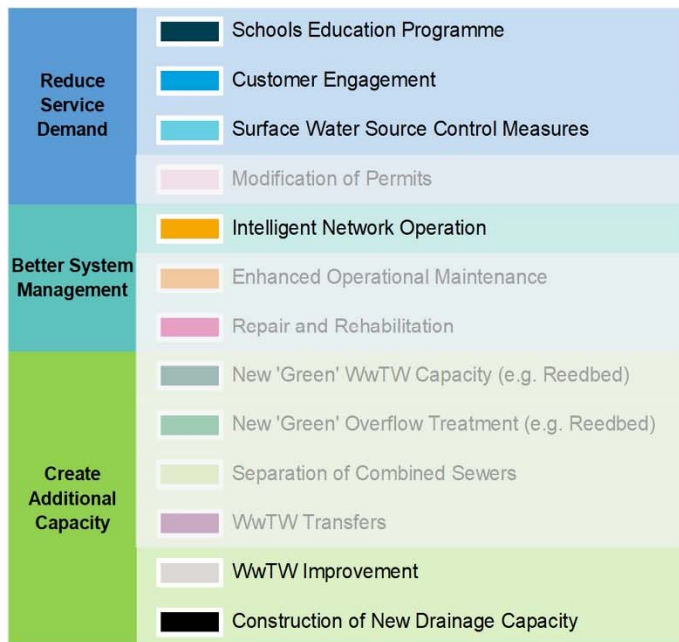 Reduce
Service
Demand
Schools Education Programme
Customer Engagement
Surface Water Source Control Measures
Modification of Permits
Better System
Management
Intelligent Network Operation
Enhanced Operational Maintenance
Repair and Rehabilitation
Create
Additional
Capacity
New 'Green' WwTW Capacity (e.g. Reedbed)
New 'Green' Overflow Treatment (e.g. Reedbed)
Separation of Combined Sewers
WwTW Transfers
WwTW Improvement
Construction of New Drainage Capacity